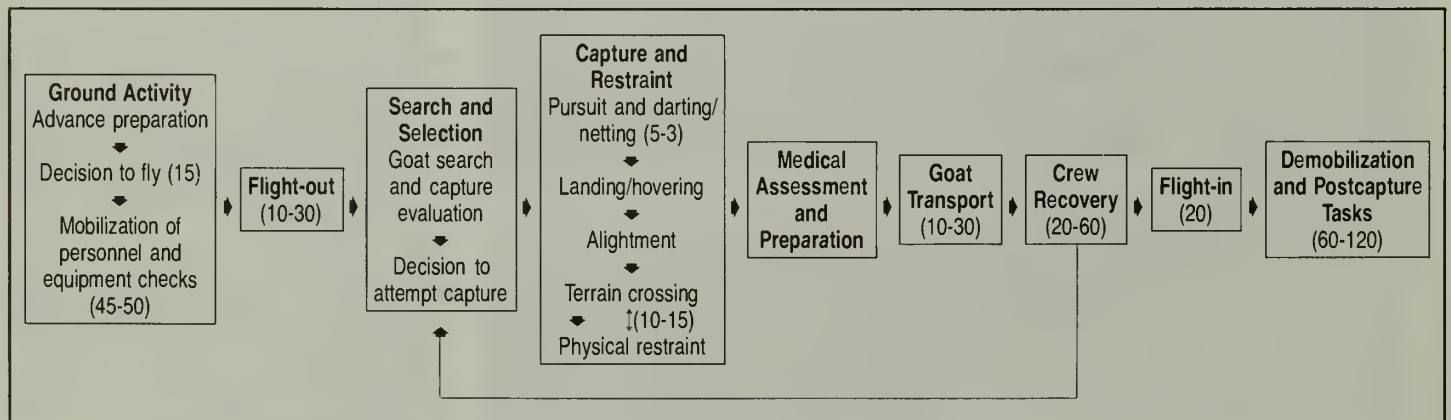 Ground Activity
Advance preparation
Decision to fly (15)
Mobilization of
personnel and
equipment checks
(45-50)
Flight-out
(10-30)
Search and
Selection
Goat search
and capture
evaluation
Decision to
attempt capture
Capture and
Restraint
Pursuit and darting/
netting (5-3)
Landing/hovering
Alightment
Terrain crossing
(10-15)
Physical restraint
Medical
Assessment
and
Preparation
Goat
Transport
(10-30)
Crew
Recovery
(20-60)
Flight-in
(20)
Demobilization
and Postcapture
Tasks
(60-120)